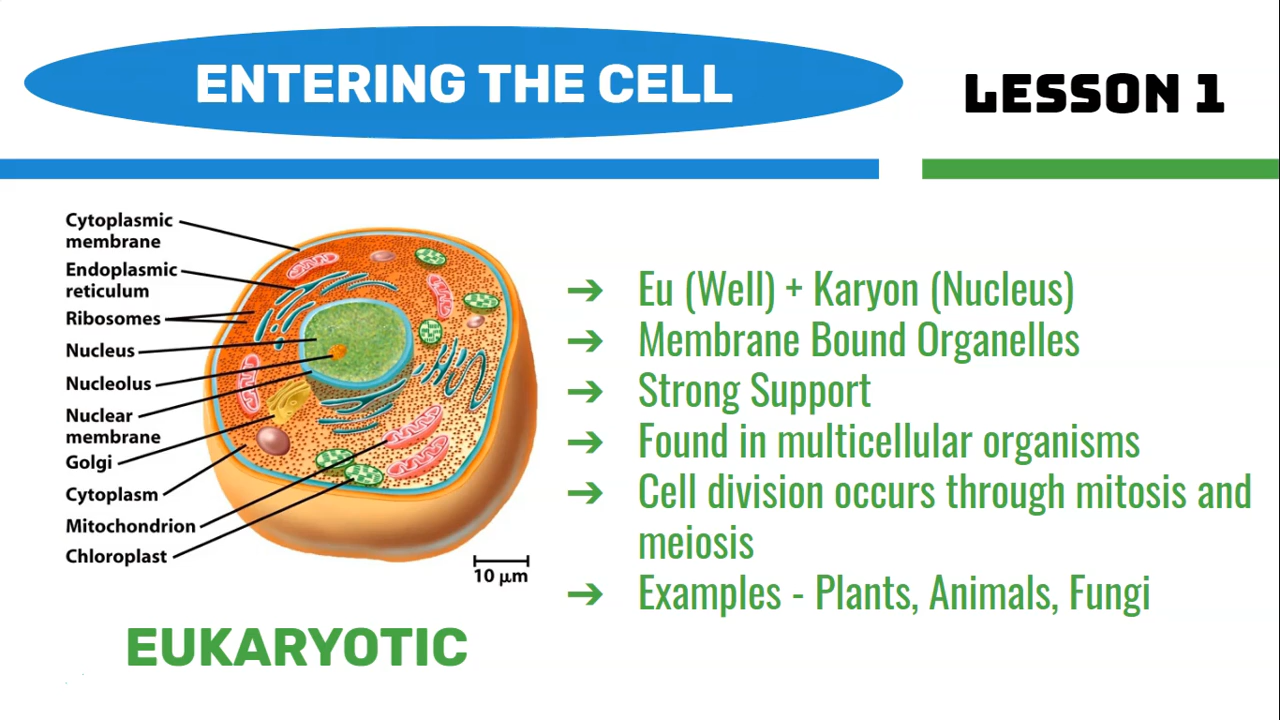 ENTERING THE CELL
LESSON 1
Cytoplasmic
membrane
Endoplasmic
reticulum
Ribosomes
Nucleus
Nucleolus
Nuclear
membrane
Golgi
Cytoplasm
Mitochondrion
Chloroplast
10 µm
EUKARYOTIC
➔ Eu (Well) + Karyon (Nucleus)
➔ Membrane Bound Organelles
➔ Strong Support
➔ Found in multicellular organisms
➔ Cell division occurs through mitosis and
meiosis
➔ Examples - Plants, Animals, Fungi